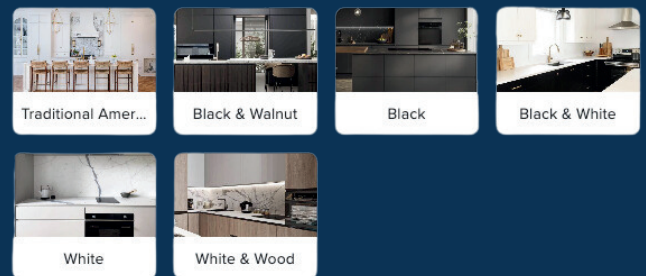 Traditional Amer...
Black & Walnut
Black
Black & White
White
White & Wood